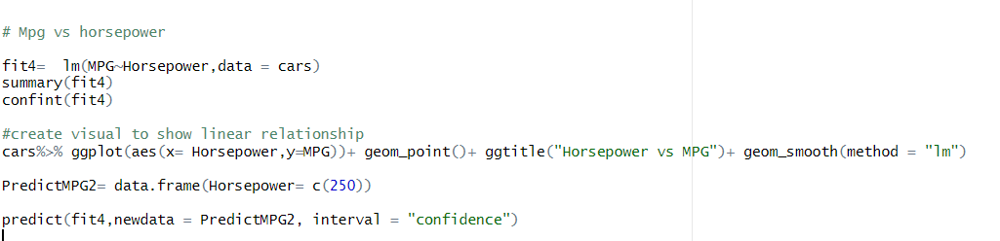 # Mpg vs horsepower
fit4=  lm(MPG~Horsepower,data = cars)
summary(fit4)
confint(fit4)
#create visual to show linear relationship
cars%>% ggplot(aes(x= Horsepower,y=MPG))+ geom_point()+ ggtitle("Horsepower vs MPG")+ geom_smooth(method = "lm")
PredictMPG2= data.frame(Horsepower= c(250))
predict(fit4,newdata = PredictMPG2, interval = "confidence")